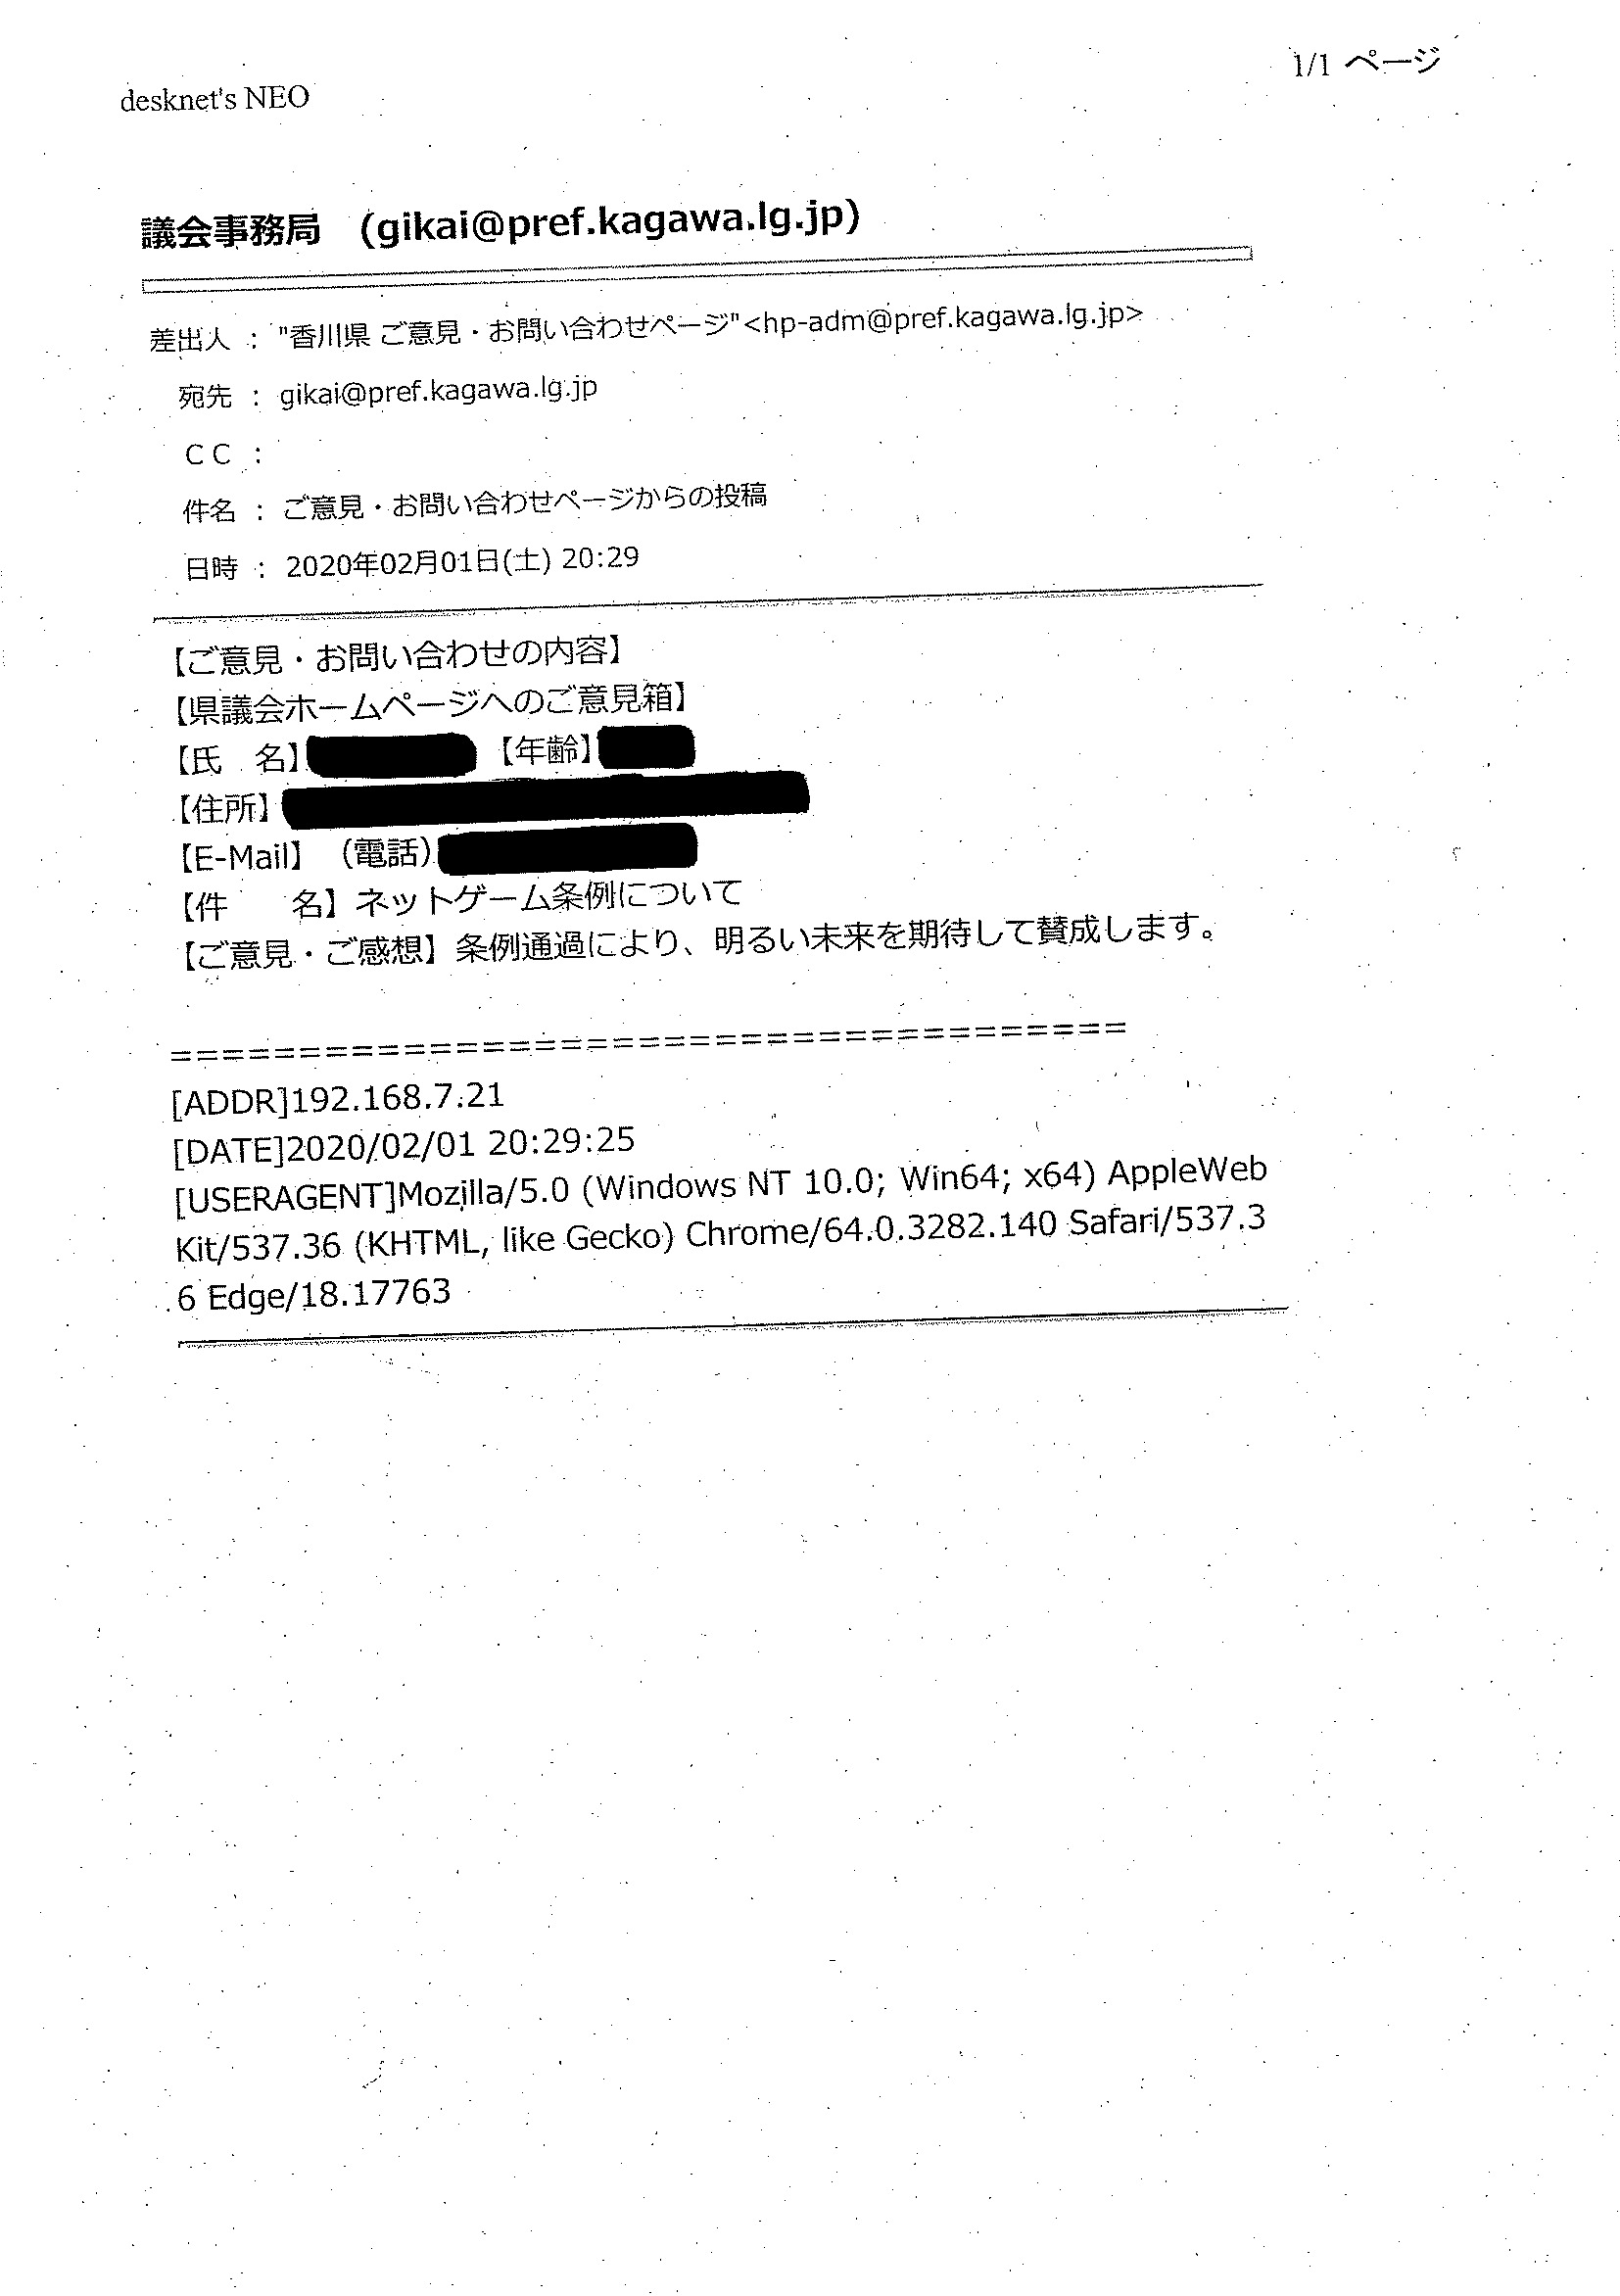 1/1 ページ
desknet's NEO
議会事務局 (gikai@pref.kagawa.lg.jp)
差出人 : "香川県 ご意見・お問い合わせページ"<hp-adm@pref.kagawa.lg.jp>
宛先 : gikai@pref.kagawa.lg.jp
CC :
件名 : ご意見・お問い合わせページからの投稿
日時 : 2020年02月01日(土) 20:29
【ご意見・お問い合わせの内容】
【県議会ホームページへのご意見箱】
【氏 名】 【年齢】
【住所】
【E-Mail】（電話）
【件 名】ネットゲーム条例について
【ご意見・ご感想】条例通過により、明るい未来を期待して賛成します。
=====================================
[ADDR]192.168.7.21
[DATE]2020/02/01 20:29:25
[USERAGENT]Mozilla/5.0 (Windows NT 10.0; Win64; x64) AppleWeb
Kit/537.36 (KHTML, like Gecko) Chrome/64.0.3282.140 Safari/537.3
6 Edge/18.17763